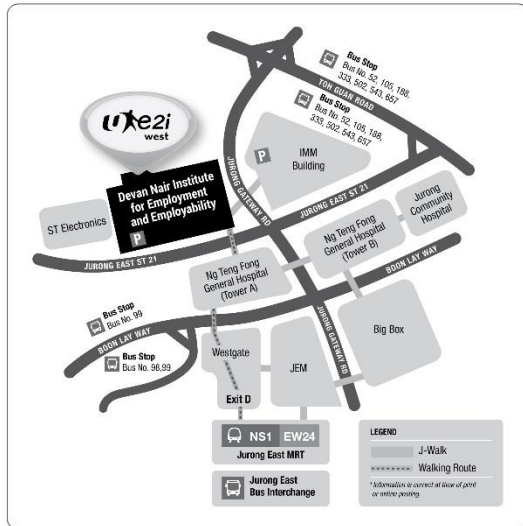 Bus Stop
Bus No. 52, 105, 188,
333, 502, 543, 657
TOH GUAN ROAD
Bus Stop
Bus No. 52, 105, 188,
333, 502, 543, 657
U e2i
west
P
IMM
Building
JURONG GATEWAY RD
Devan Nair Institute
for Employment
and Employability
P
ST Electronics
JURONG EAST ST 21
Jurong
Community
Hospital
Ng Teng Fong
General Hospital
(Tower B)
JURONG EAST ST 21
Ng Teng Fong
General Hospital
(Tower A)
BOON LAY WAY
Bus Stop
Bus No. 99
BOON LAY WAY
Bus Stop
Bus No. 96,99
Westgate
JEM
JURONG GATEWAY RD
Big Box
Exit D
NS1 EW24
Jurong East MRT
Jurong East
Bus Interchange
LEGEND
J-Walk
Walking Route
* Information is correct at time of print
or online posting.